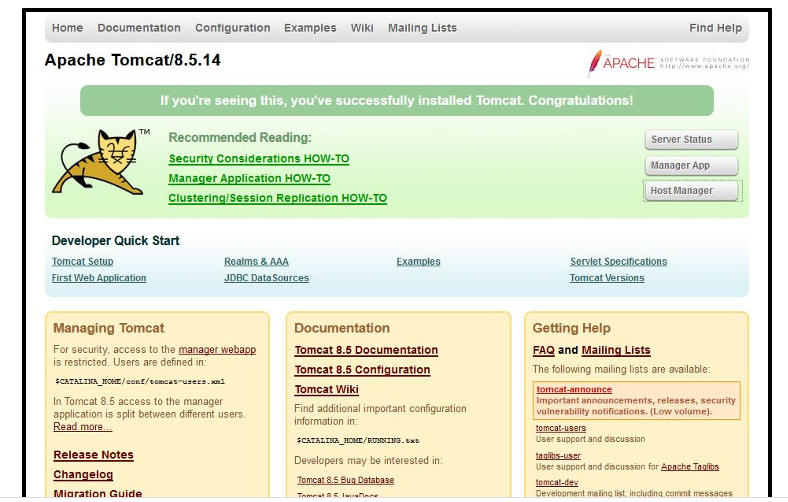 Home Documentation Configuration Examples Wiki Mailing Lists Find Help
Apache Tomcat/8.5.14
APACHE SOFTWARE FOUNDATION
http://www.apache.org/
If you're seeing this, you've successfully installed Tomcat. Congratulations!
TM
Recommended Reading:
Security Considerations HOW-TO
Manager Application HOW-TO
Clustering/Session Replication HOW-TO
Server Status
Manager App
Host Manager
Developer Quick Start
Tomcat Setup Realms & AAA Examples Servlet Specifications
First Web Application JDBC DataSources Tomcat Versions
Managing Tomcat
For security, access to the manager webapp
is restricted. Users are defined in:
$CATALINA_HOME/conf/tomcat-users.xml
In Tomcat 8.5 access to the manager
application is split between different users.
Read more...
Release Notes
Changelog
Migration Guide
Documentation
Tomcat 8.5 Documentation
Tomcat 8.5 Configuration
Tomcat Wiki
Find additional important configuration
information in:
$CATALINA_HOME/RUNNING.txt
Developers may be interested in:
Tomcat 8.5 Bug Database
Tomcat 8.5 JavaDocs
Getting Help
FAQ and Mailing Lists
The following mailing lists are available:
tomcat-announce
Important announcements, releases, security
vulnerability notifications. (Low volume).
tomcat-users
User support and discussion
taglibs-user
User support and discussion for Apache Taglibs
tomcat-dev
Development mailing list, including commit messages